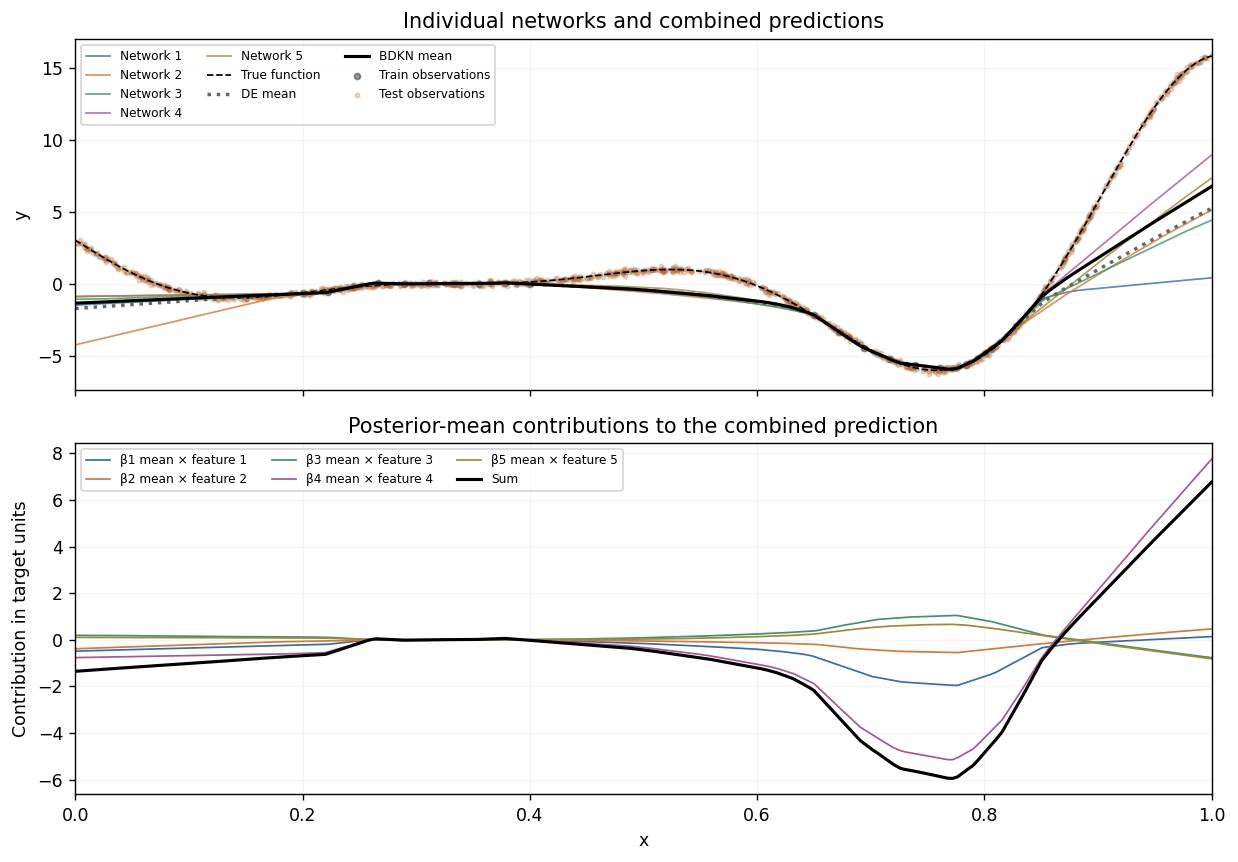 Individual networks and combined predictions
Network 1
Network 2
Network 3
Network 4
Network 5
True function
DE mean
BDKN mean
Train observations
Test observations
15
10
5
0
−5
y
Posterior-mean contributions to the combined prediction
β1 mean × feature 1
β2 mean × feature 2
β3 mean × feature 3
β4 mean × feature 4
β5 mean × feature 5
Sum
8
6
4
2
0
−2
−4
−6
Contribution in target units
0.0 0.2 0.4 0.6 0.8 1.0
x